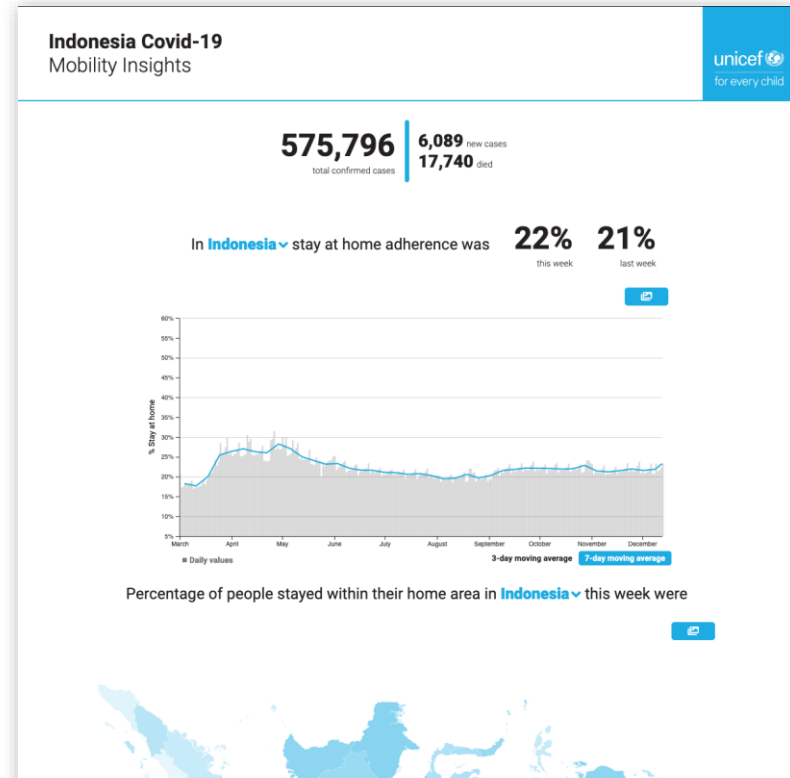 Indonesia Covid-19
Mobility Insights
unicef
for every child
575,796
total confirmed cases
6,089 new cases
17,740 died
In Indonesia stay at home adherence was
22%
this week
21%
last week
60%
55%
50%
45%
40%
35%
30%
25%
20%
15%
10%
5%
% Stay at home
March April May June July August September October November December
Daily values
3-day moving average 7-day moving average
Percentage of people stayed within their home area in Indonesia this week were